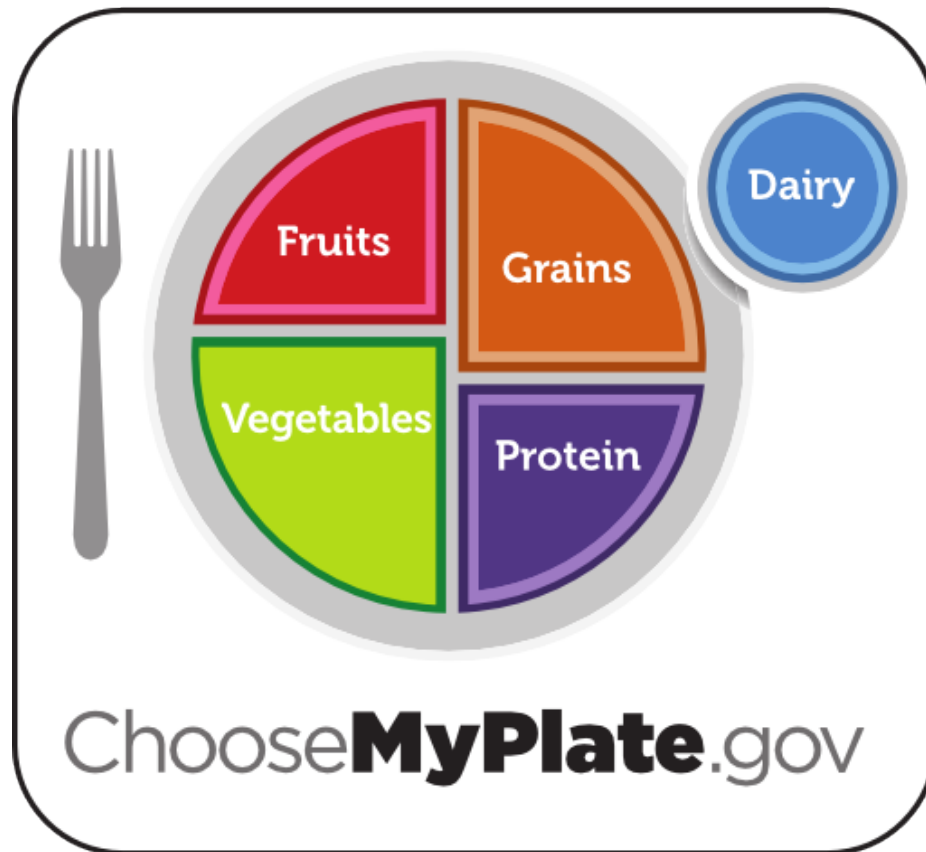 Fruits
Grains
Dairy
Vegetables
Protein
ChooseMyPlate.gov